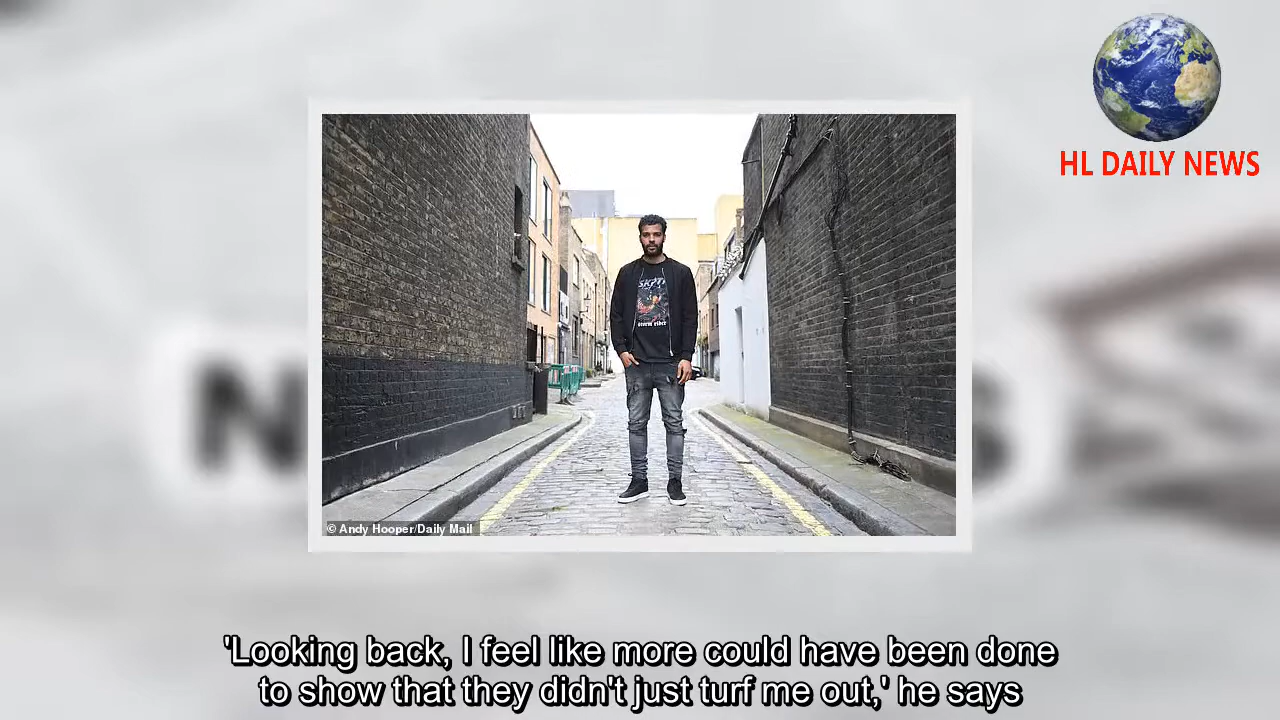 HL DAILY NEWS
© Andy Hooper/Daily Mail
'Looking back, I feel like more could have been done
to show that they didn't just turf me out,' he says